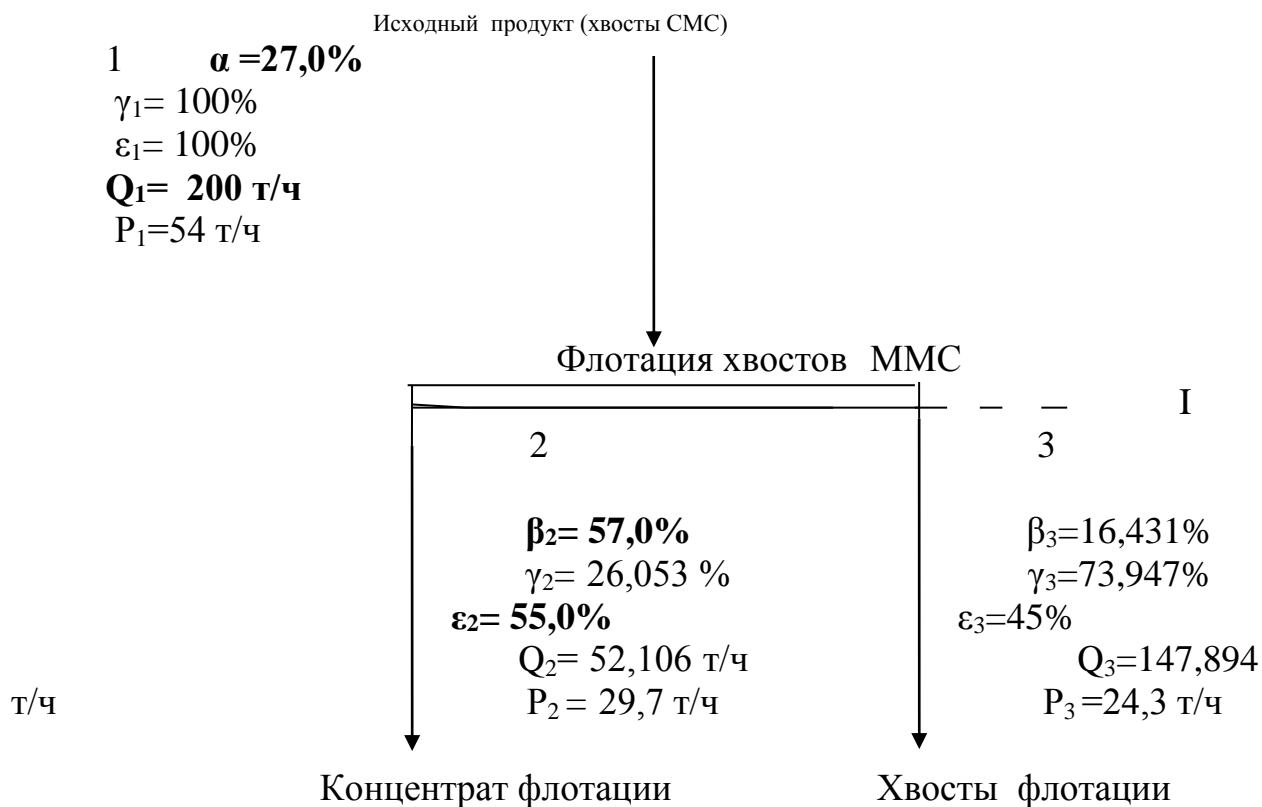 Исходный продукт (хвосты СМС)
1 α =27,0%
γ1= 100%
ε1= 100%
Q1= 200 т/ч
P1=54 т/ч
Флотация хвостов ММС
I
2 3
β2= 57,0% β3=16,431%
γ2= 26,053 % γ3=73,947%
ε2= 55,0% ε3=45%
Q2= 52,106 т/ч Q3=147,894
т/ч P2 = 29,7 т/ч P3 =24,3 т/ч
Концентрат флотации Хвосты флотации